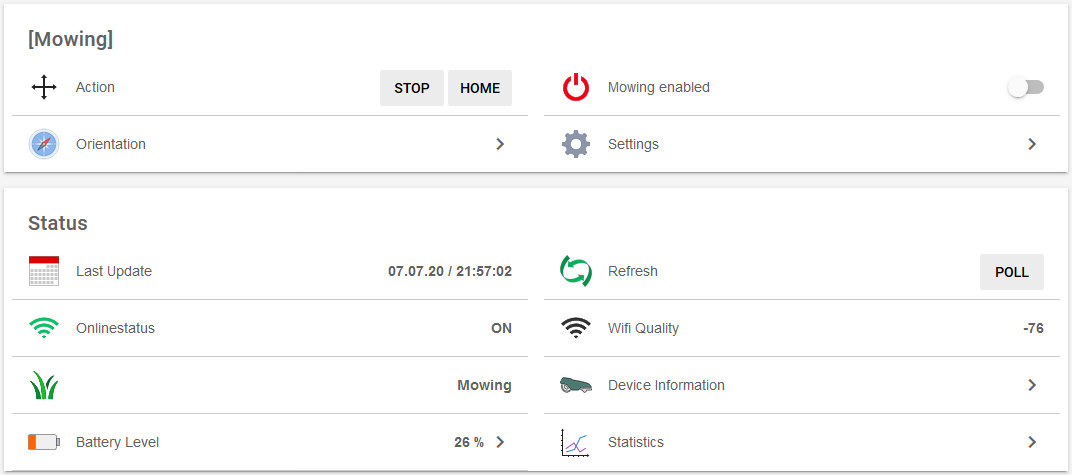 [Mowing]
Action STOP HOME
Mowing enabled
Orientation
Settings
Status
Last Update 07.07.20 / 21:57:02
Refresh POLL
Onlinestatus ON
Wifi Quality -76
Mowing
Device Information
Battery Level 26 %
Statistics